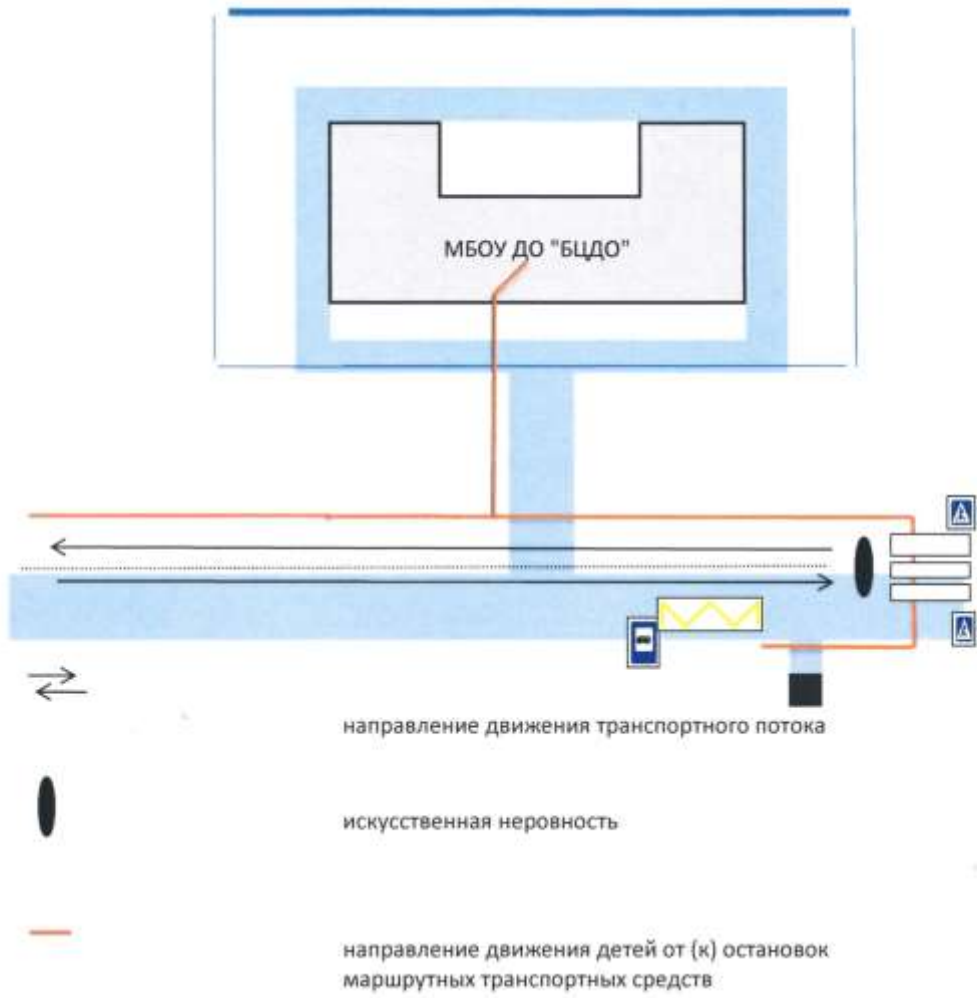 МБОУ ДО "БЦДО"
направление движения транспортного потока
искусственная неровность
направление движения детей от (к) остановок
маршрутных транспортных средств